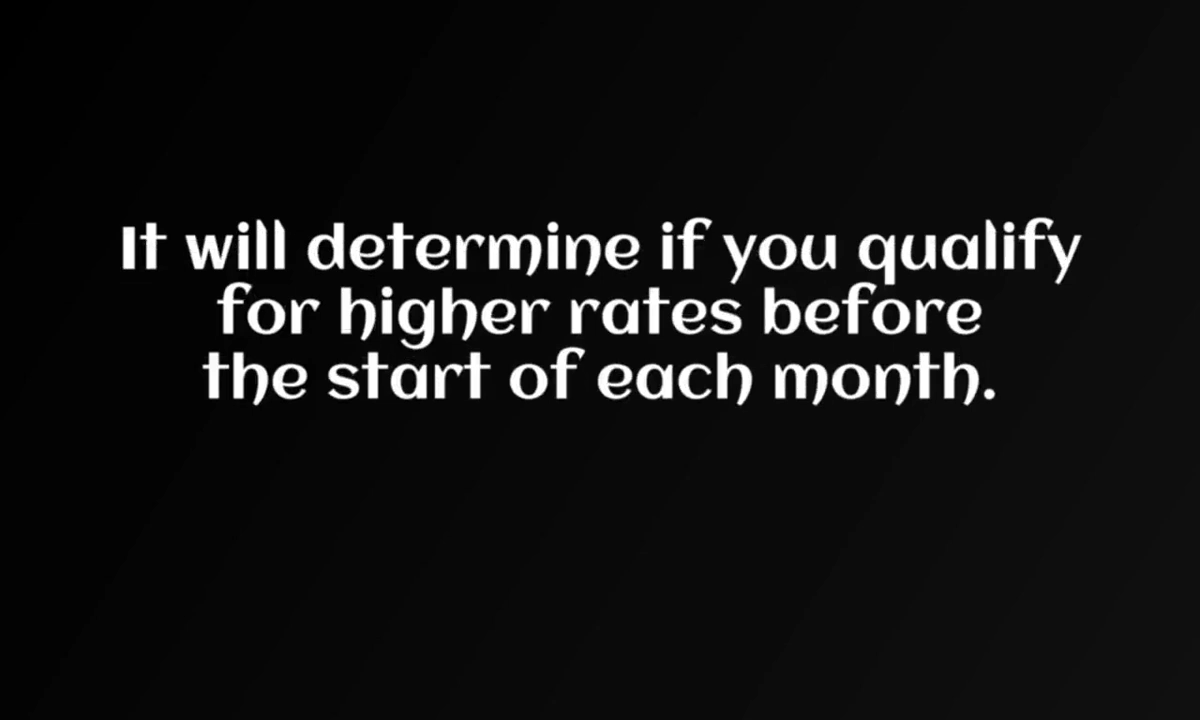 It will determine if you qualify
for higher rates before
the start of each month.